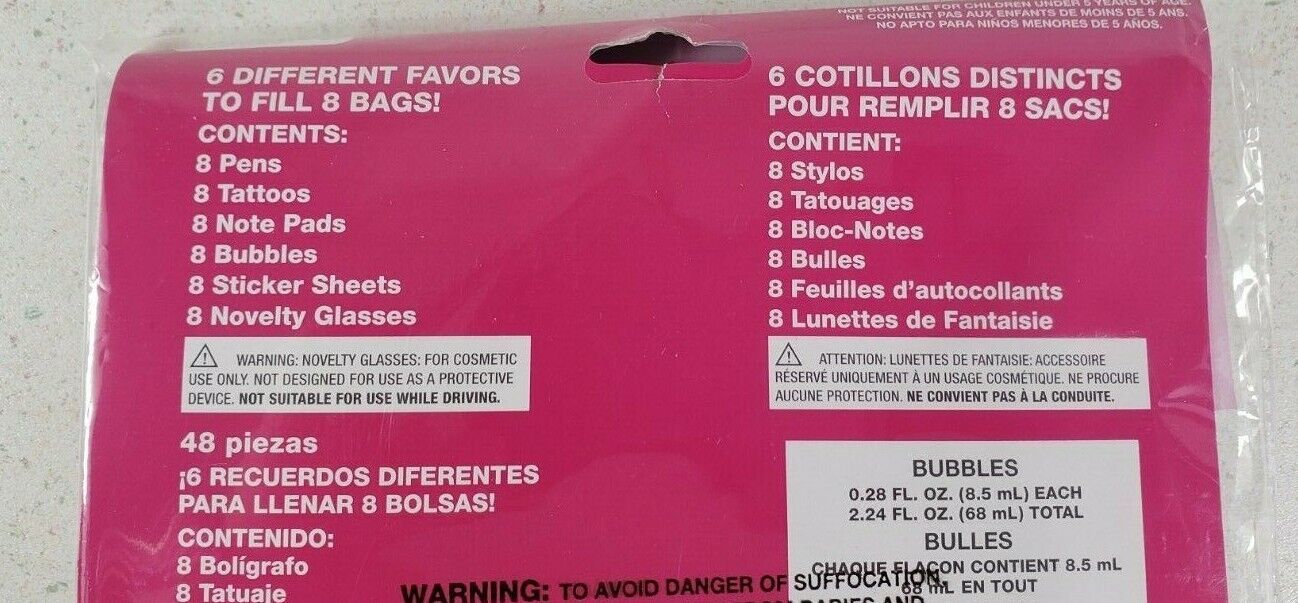 NOT SUITABLE FOR CHILDREN UNDER 5 YEARS OF AGE.
NE CONVIENT PAS AUX ENFANTS DE MOINS DE 5 ANS.
NO APTO PARA NIÑOS MENORES DE 5 AÑOS.
6 DIFFERENT FAVORS
TO FILL 8 BAGS!
CONTENTS:
8 Pens
8 Tattoos
8 Note Pads
8 Bubbles
8 Sticker Sheets
8 Novelty Glasses
WARNING: NOVELTY GLASSES: FOR COSMETIC
USE ONLY. NOT DESIGNED FOR USE AS A PROTECTIVE
DEVICE. NOT SUITABLE FOR USE WHILE DRIVING.
6 COTILLONS DISTINCTS
POUR REMPLIR 8 SACS!
CONTIENT:
8 Stylos
8 Tatouages
8 Bloc-Notes
8 Bulles
8 Feuilles d'autocollants
8 Lunettes de Fantaisie
ATTENTION: LUNETTES DE FANTAISIE: ACCESSOIRE
RÉSERVÉ UNIQUEMENT À UN USAGE COSMÉTIQUE. NE PROCURE
AUCUNE PROTECTION. NE CONVIENT PAS À LA CONDUITE.
48 piezas
¡6 RECUERDOS DIFERENTES
PARA LLENAR 8 BOLSAS!
CONTENIDO:
8 Bolígrafo
8 Tatuaje
BUBBLES
0.28 FL. OZ. (8.5 mL) EACH
2.24 FL. OZ. (68 mL) TOTAL
BULLES
CHAQUE FLACON CONTIENT 8.5 mL
68 mL EN TOUT
WARNING: TO AVOID DANGER OF SUFFOCATION,
BABIES AND